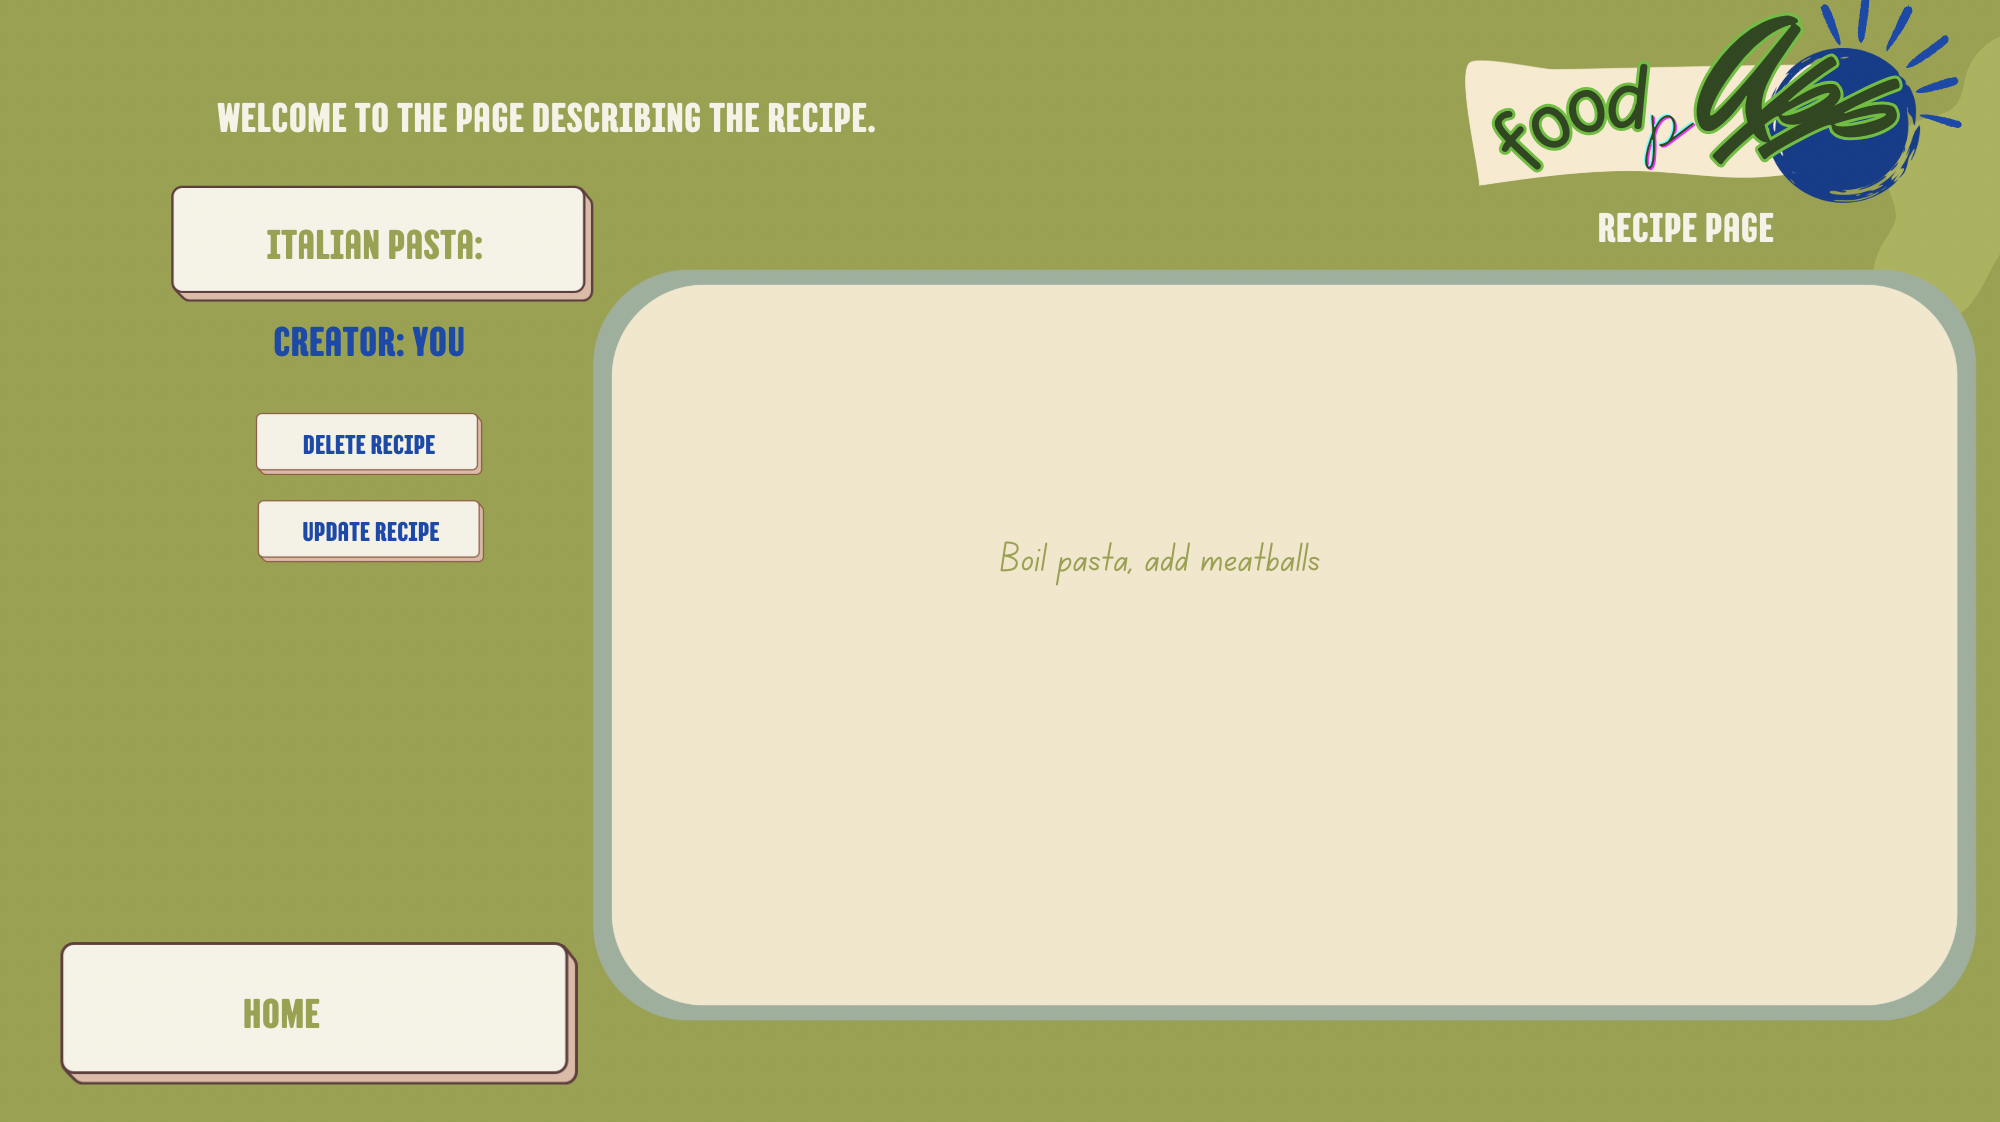 WELCOME TO THE PAGE DESCRIBING THE RECIPE.
food pAss
RECIPE PAGE
ITALIAN PASTA:
CREATOR: YOU
DELETE RECIPE
UPDATE RECIPE
Boil pasta, add meatballs
HOME